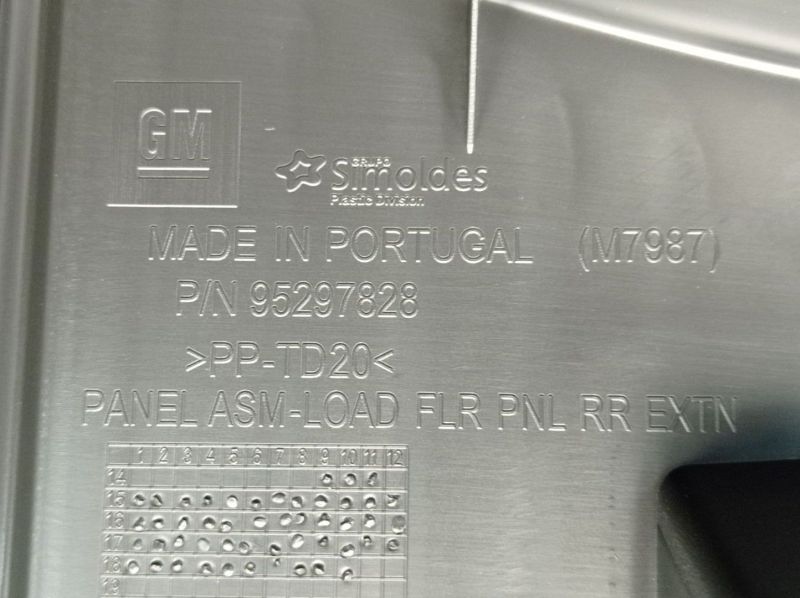 GM
GRUPO
Simoldes
Plastic Division
MADE IN PORTUGAL (M7987)
P/N 95297828
>PP-TD20<
PANEL ASM-LOAD FLR PNL RR EXTN
1 2 3 4 5 6 7 8 9 10 11 12
14
15
16
17
18
19